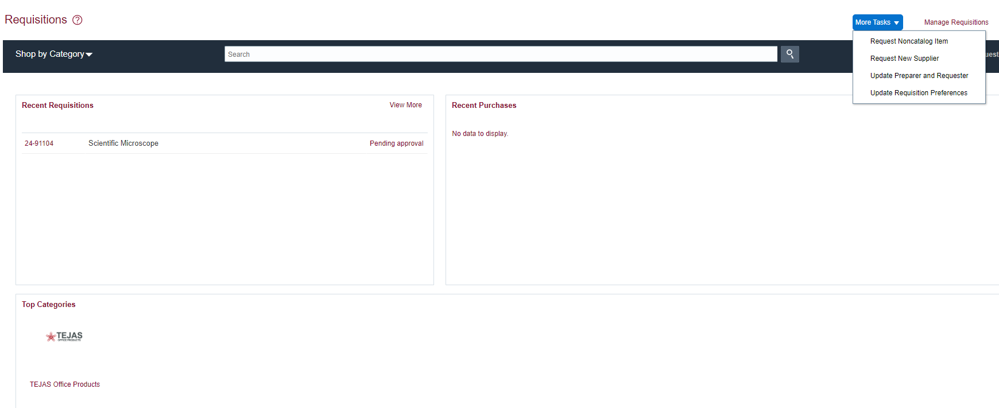 Requisitions ?
More Tasks
Manage Requisitions
Request Noncatalog Item
Request New Supplier
Update Preparer and Requester
Update Requisition Preferences
Shop by Category
Search
uest
Recent Requisitions
View More
24-91104 Scientific Microscope Pending approval
Recent Purchases
No data to display.
Top Categories
TEJAS
OFFICE PRODUCTS
TEJAS Office Products